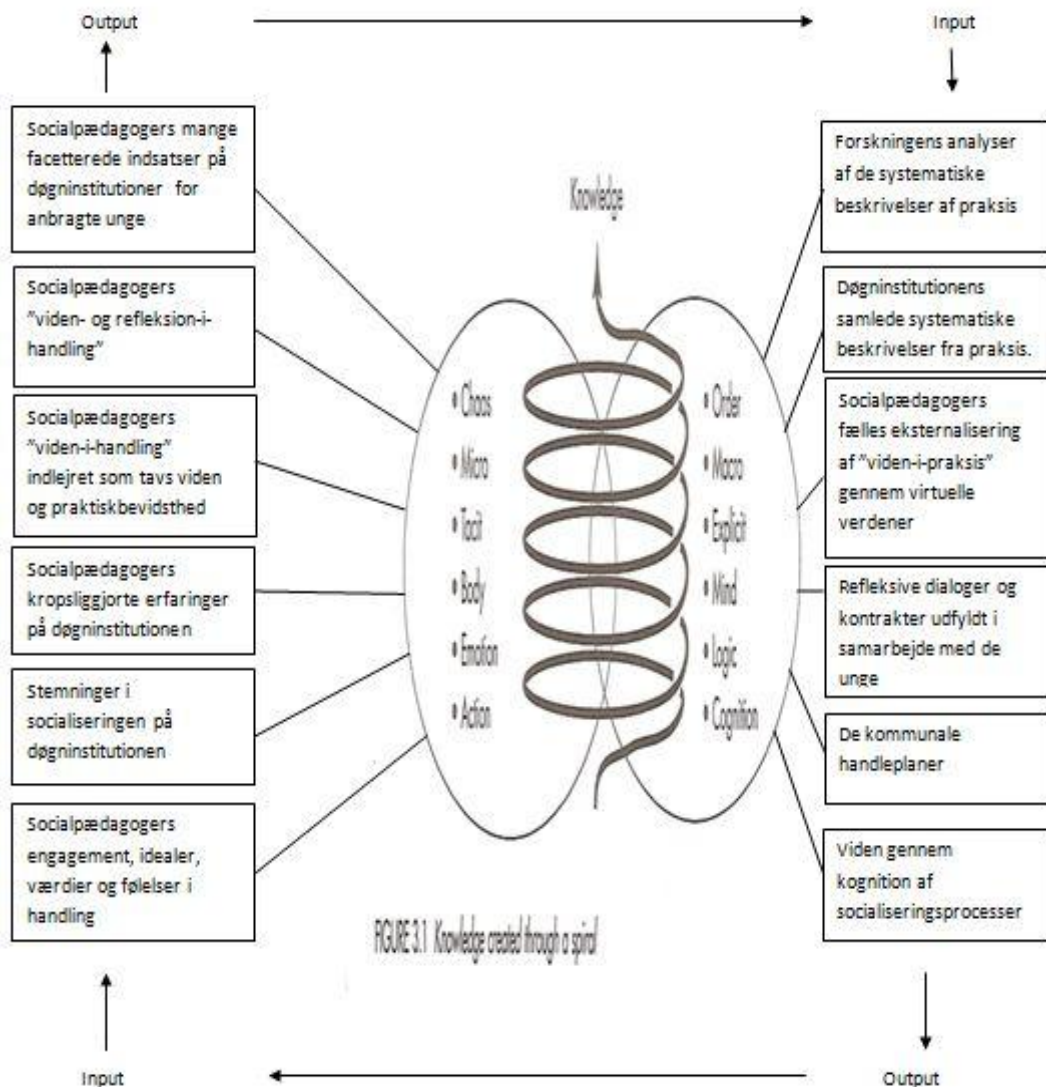 Output
Input
Socialpædagogers mange
facetterede indsatser på
døgninstitutioner for
anbragte unge
Socialpædagogers
”viden- og refleksion-i-
handling”
Socialpædagogers
”viden-i-handling”
indlejret som tavs viden
og praktiskbevidsthed
Socialpædagogers
kropsliggjorte erfaringer
på døgninstitutionen
Stemninger i
socialiseringen på
døgninstitutionen
Socialpædagogers
engagement, idealer,
værdier og følelser i
handling
Knowledge
• Chaos
• Micro
• Tacit
• Body
• Emotion
• Action
• Order
• Macro
• Explicit
• Mind
• Logic
• Cognition
FIGURE 3.1 Knowledge created through a spiral
Forskningens analyser
af de systematiske
beskrivelser af praksis
Døgninstitutionens
samlede systematiske
beskrivelser fra praksis.
Socialpædagogers
fælles eksternalisering
af ”viden-i-praksis”
gennem virtuelle
verdener
Refleksive dialoger og
kontrakter udfyldt i
samarbejde med de
unge
De kommunale
handleplaner
Viden gennem
kognition af
socialiseringsprocesser
Input
Output